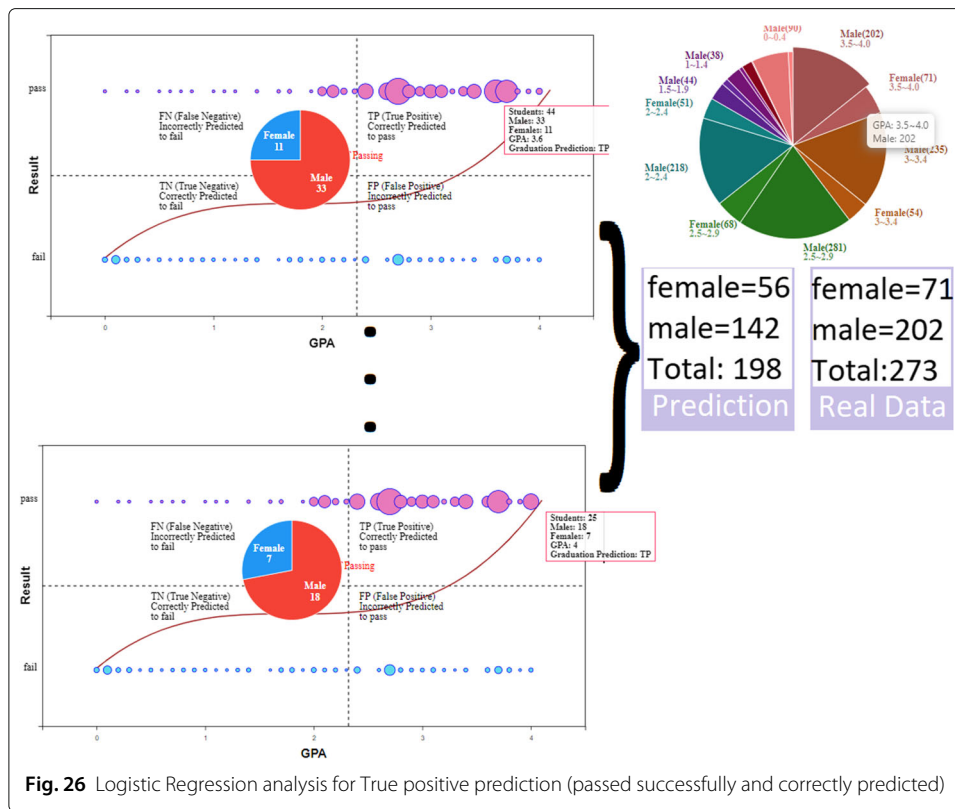 pass
FN (False Negative)
Incorrectly Predicted
to fail
TP (True Positive)
Correctly Predicted
to pass
Female
11
Passing
Male
33
Students: 44
Males: 33
Females: 11
GPA: 3.6
Graduation Prediction: TP
Result
TN (True Negative)
Correctly Predicted
to fail
FP (False Positive)
Incorrectly Predicted
to pass
fail
0
1
2
3
4
GPA
Male(90)
0~0.4
Male(202)
3.5~4.0
Male(38)
1~1.4
Male(44)
1.5~1.9
Female(71)
3.5~4.0
Female(51)
2~2.4
GPA: 3.5~4.0
Male: 202
Male(235)
3~3.4
Male(218)
2~2.4
Female(54)
3~3.4
Female(68)
2.5~2.9
Male(281)
2.5~2.9
female=56
male=142
Total: 198
Prediction
female=71
male=202
Total:273
Real Data
pass
FN (False Negative)
Incorrectly Predicted
to fail
TP (True Positive)
Correctly Predicted
to pass
Female
7
Passing
Male
18
Students: 25
Males: 18
Females: 7
GPA: 4
Graduation Prediction: TP
Result
TN (True Negative)
Correctly Predicted
to fail
FP (False Positive)
Incorrectly Predicted
to pass
fail
0
1
2
3
4
GPA
Fig. 26 Logistic Regression analysis for True positive prediction (passed successfully and correctly predicted)